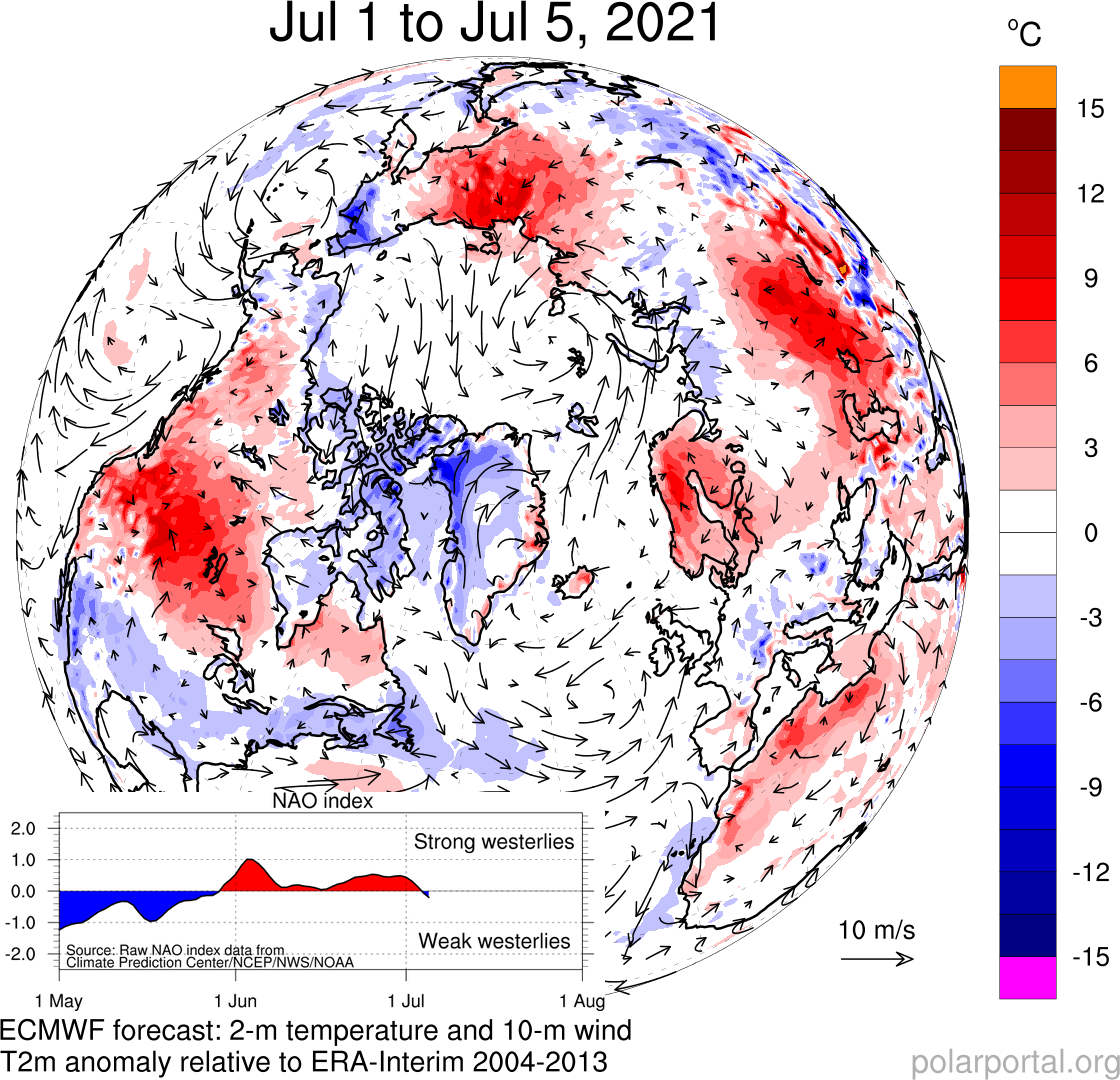 Jul 1 to Jul 5, 2021
°C
15
12
9
6
3
0
-3
-6
-9
-12
-15
10 m/s
NAO index
2.0
1.0
0.0
-1.0
-2.0
Strong westerlies
Weak westerlies
Source: Raw NAO index data from
Climate Prediction Center/NCEP/NWS/NOAA
1 May
1 Jun
1 Jul
1 Aug
ECMWF forecast: 2-m temperature and 10-m wind
T2m anomaly relative to ERA-Interim 2004-2013
polarportal.org